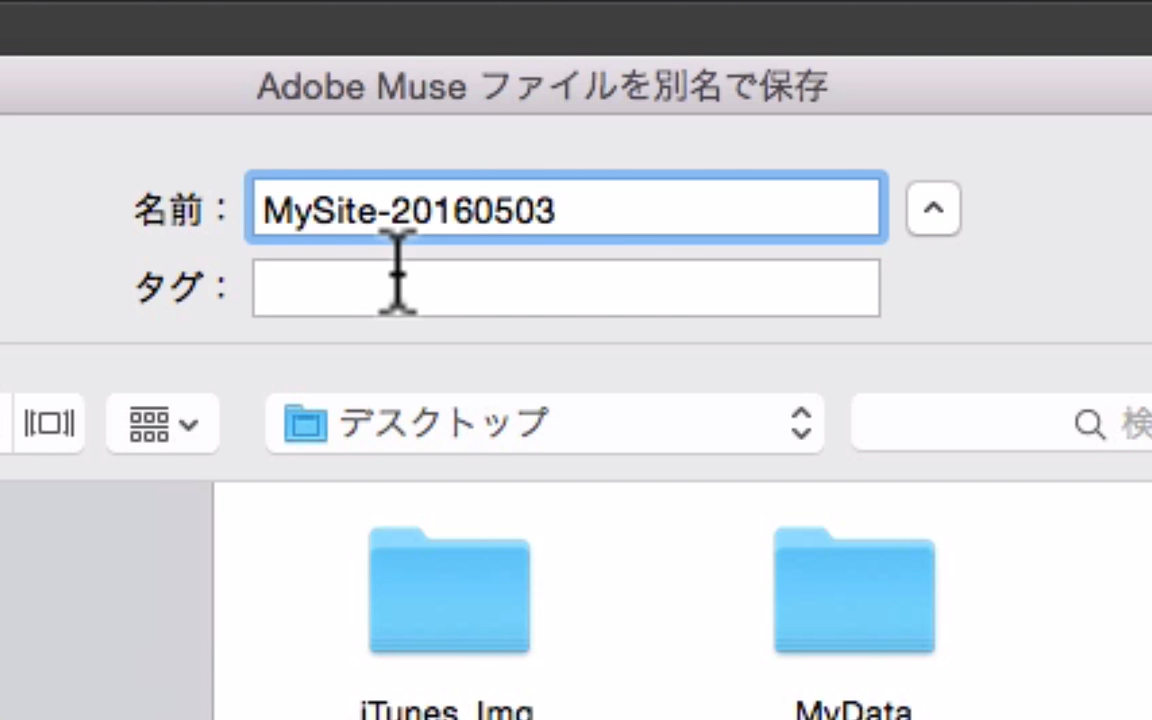 Adobe Muse ファイルを別名で保存
名前：
MySite-20160503
タグ：
デスクトップ
検
iTunes_Img
MyData